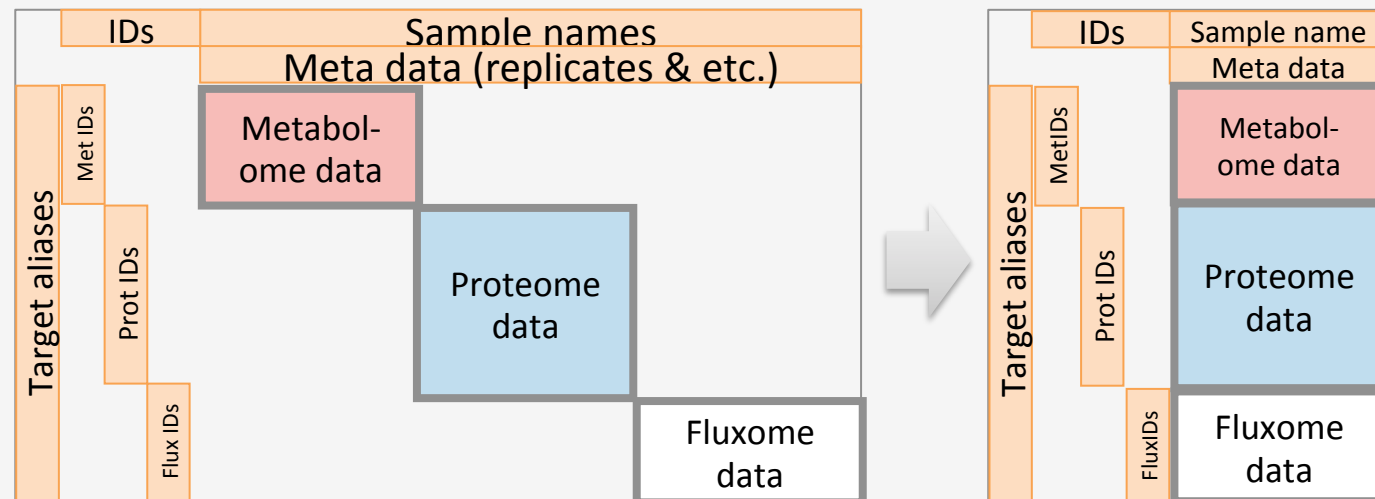 IDs
Sample names
Meta data (replicates & etc.)
Target aliases
Met IDs
Prot IDs
Flux IDs
Metabol-
ome data
Proteome
data
Fluxome
data
IDs
Sample name
Meta data
Target aliases
MetIDs
Prot IDs
FluxIDs
Metabol-
ome data
Proteome
data
Fluxome
data